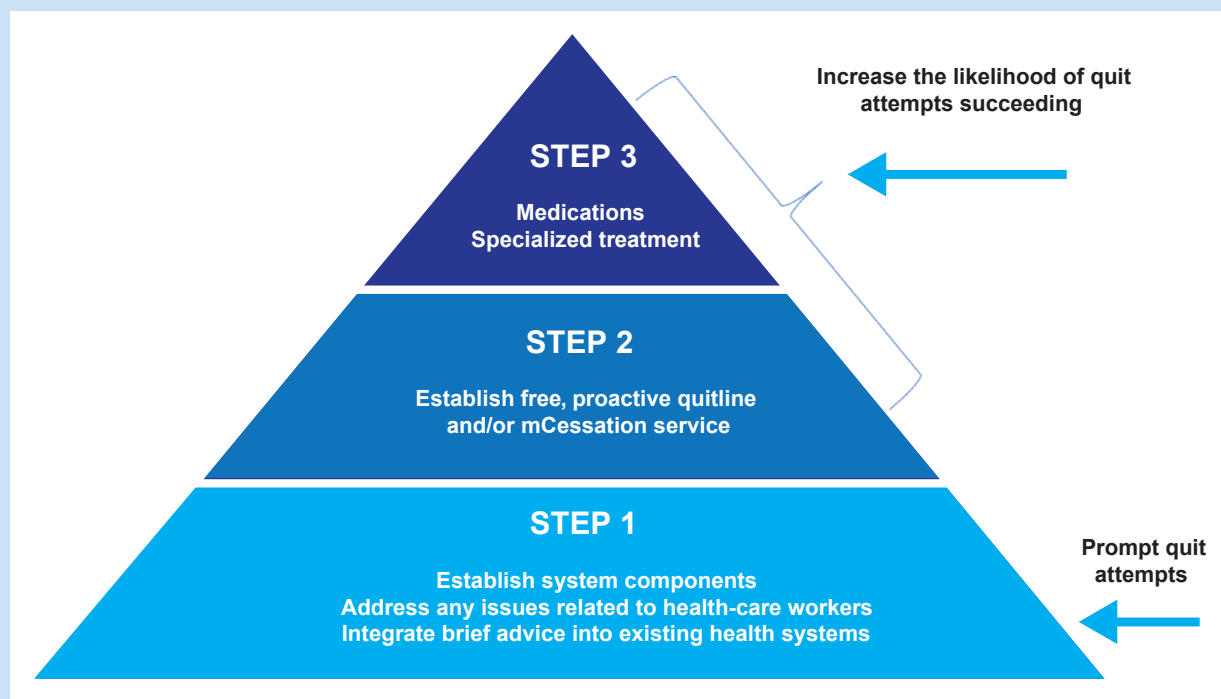 Increase the likelihood of quit
attempts succeeding
STEP 3
Medications
Specialized treatment
STEP 2
Establish free, proactive quitline
and/or mCessation service
STEP 1
Establish system components
Address any issues related to health-care workers
Integrate brief advice into existing health systems
Prompt quit
attempts